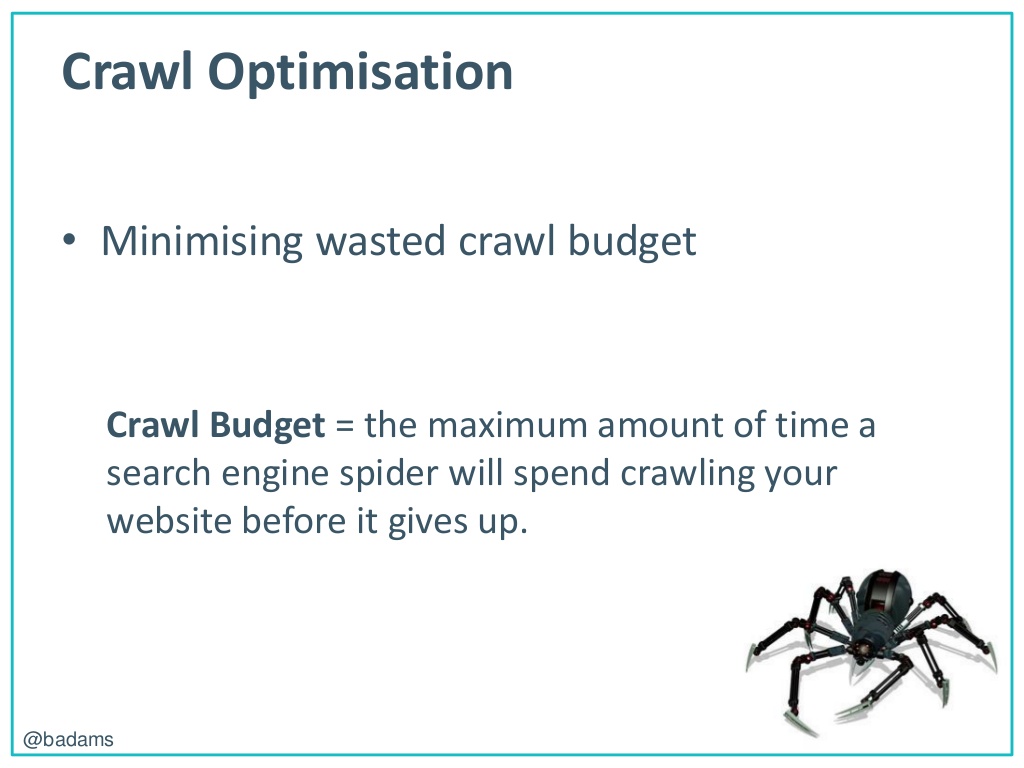 Crawl Optimisation
• Minimising wasted crawl budget
Crawl Budget = the maximum amount of time a
search engine spider will spend crawling your
website before it gives up.
@badams